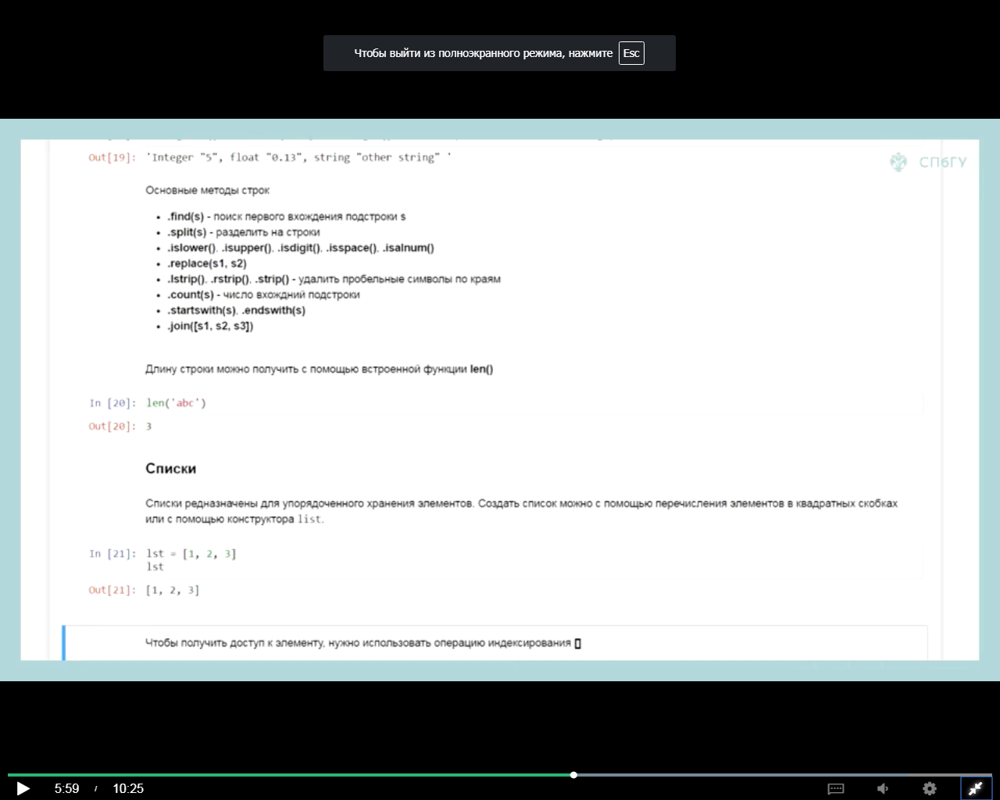 Чтобы выйти из полноэкранного режима, нажмите Esc
Out[19]: 'Integer "5", float "0.13", string "other string" '
СПбГУ
Основные методы строк
• .find(s) - поиск первого вхождения подстроки s
• .split(s) - разделить на строки
• .islower(), .isupper(), .isdigit(), .isspace(), .isalnum()
• .replace(s1, s2)
• .lstrip(), .rstrip(), .strip() - удалить пробельные символы по краям
• .count(s) - число вхождний подстроки
• .startswith(s), .endswith(s)
• .join([s1, s2, s3])
Длину строки можно получить с помощью встроенной функции len()
In [20]: len('abc')
Out[20]: 3
Списки
Списки редназначены для упорядоченного хранения элементов. Создать список можно с помощью перечисления элементов в квадратных скобках
или с помощью конструктора list.
In [21]: lst = [1, 2, 3]
lst
Out[21]: [1, 2, 3]
Чтобы получить доступ к элементу, нужно использовать операцию индексирования []
5:59 / 10:25